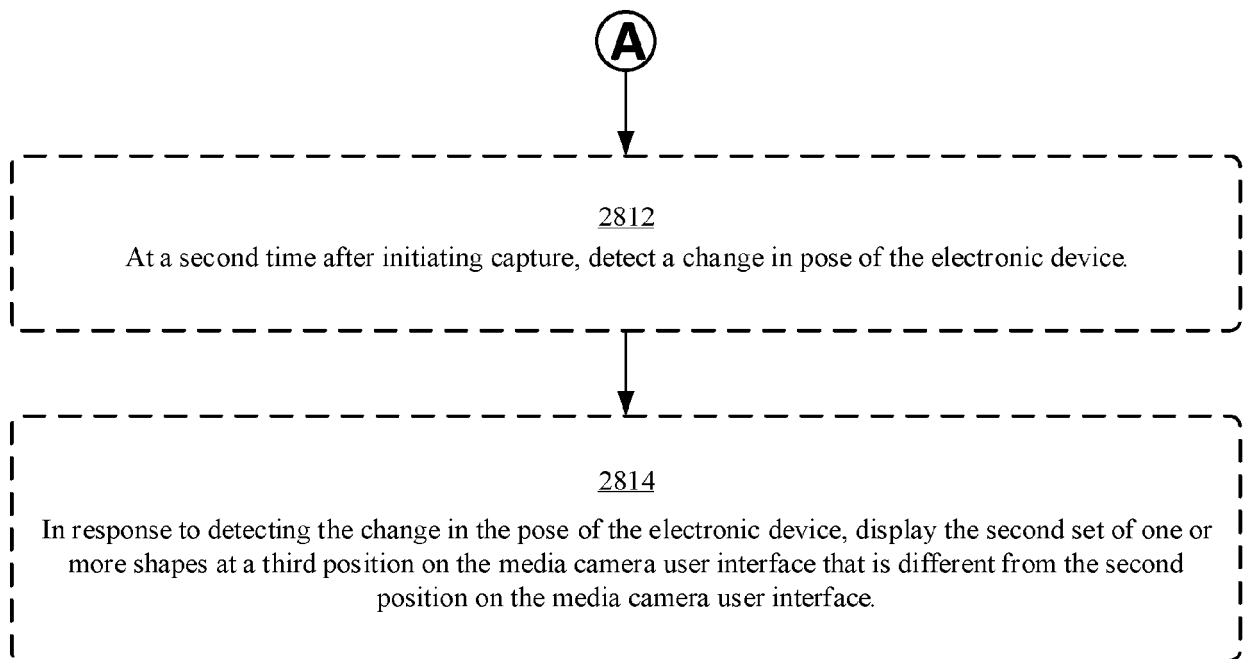 A
2812
At a second time after initiating capture, detect a change in pose of the electronic device.
2814
In response to detecting the change in the pose of the electronic device, display the second set of one or
more shapes at a third position on the media camera user interface that is different from the second
position on the media camera user interface.